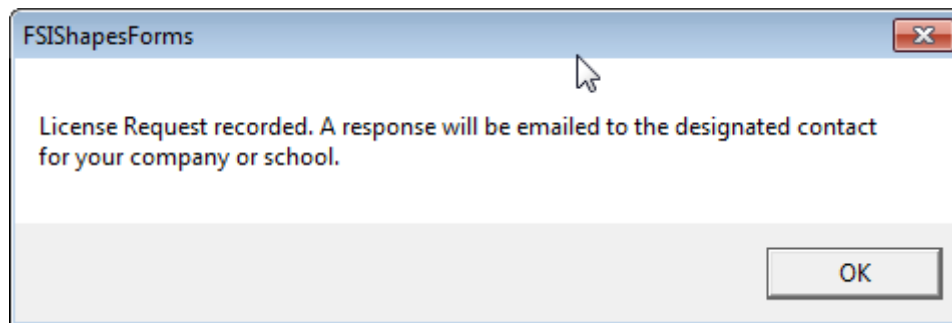 FSIShapesForms
License Request recorded. A response will be emailed to the designated contact
for your company or school.
OK